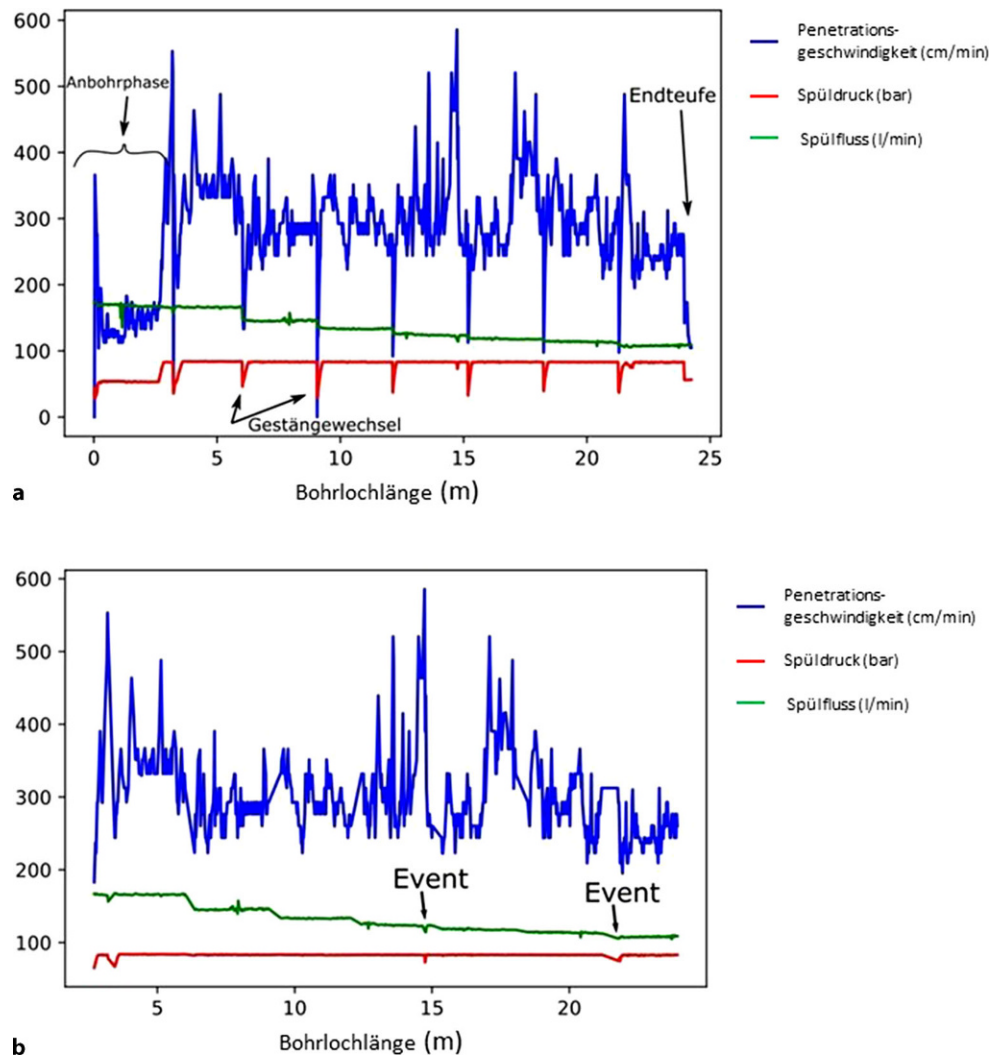 600
500
400
300
200
100
0
Anbohrphase
Endteufe
Gestängewechsel
0 5 10 15 20 25
Bohrlochlänge (m)
Penetrations-
geschwindigkeit (cm/min)
Spüldruck (bar)
Spülfluss (l/min)
a
600
500
400
300
200
100
Event
Event
5 10 15 20
Bohrlochlänge (m)
Penetrations-
geschwindigkeit (cm/min)
Spüldruck (bar)
Spülfluss (l/min)
b